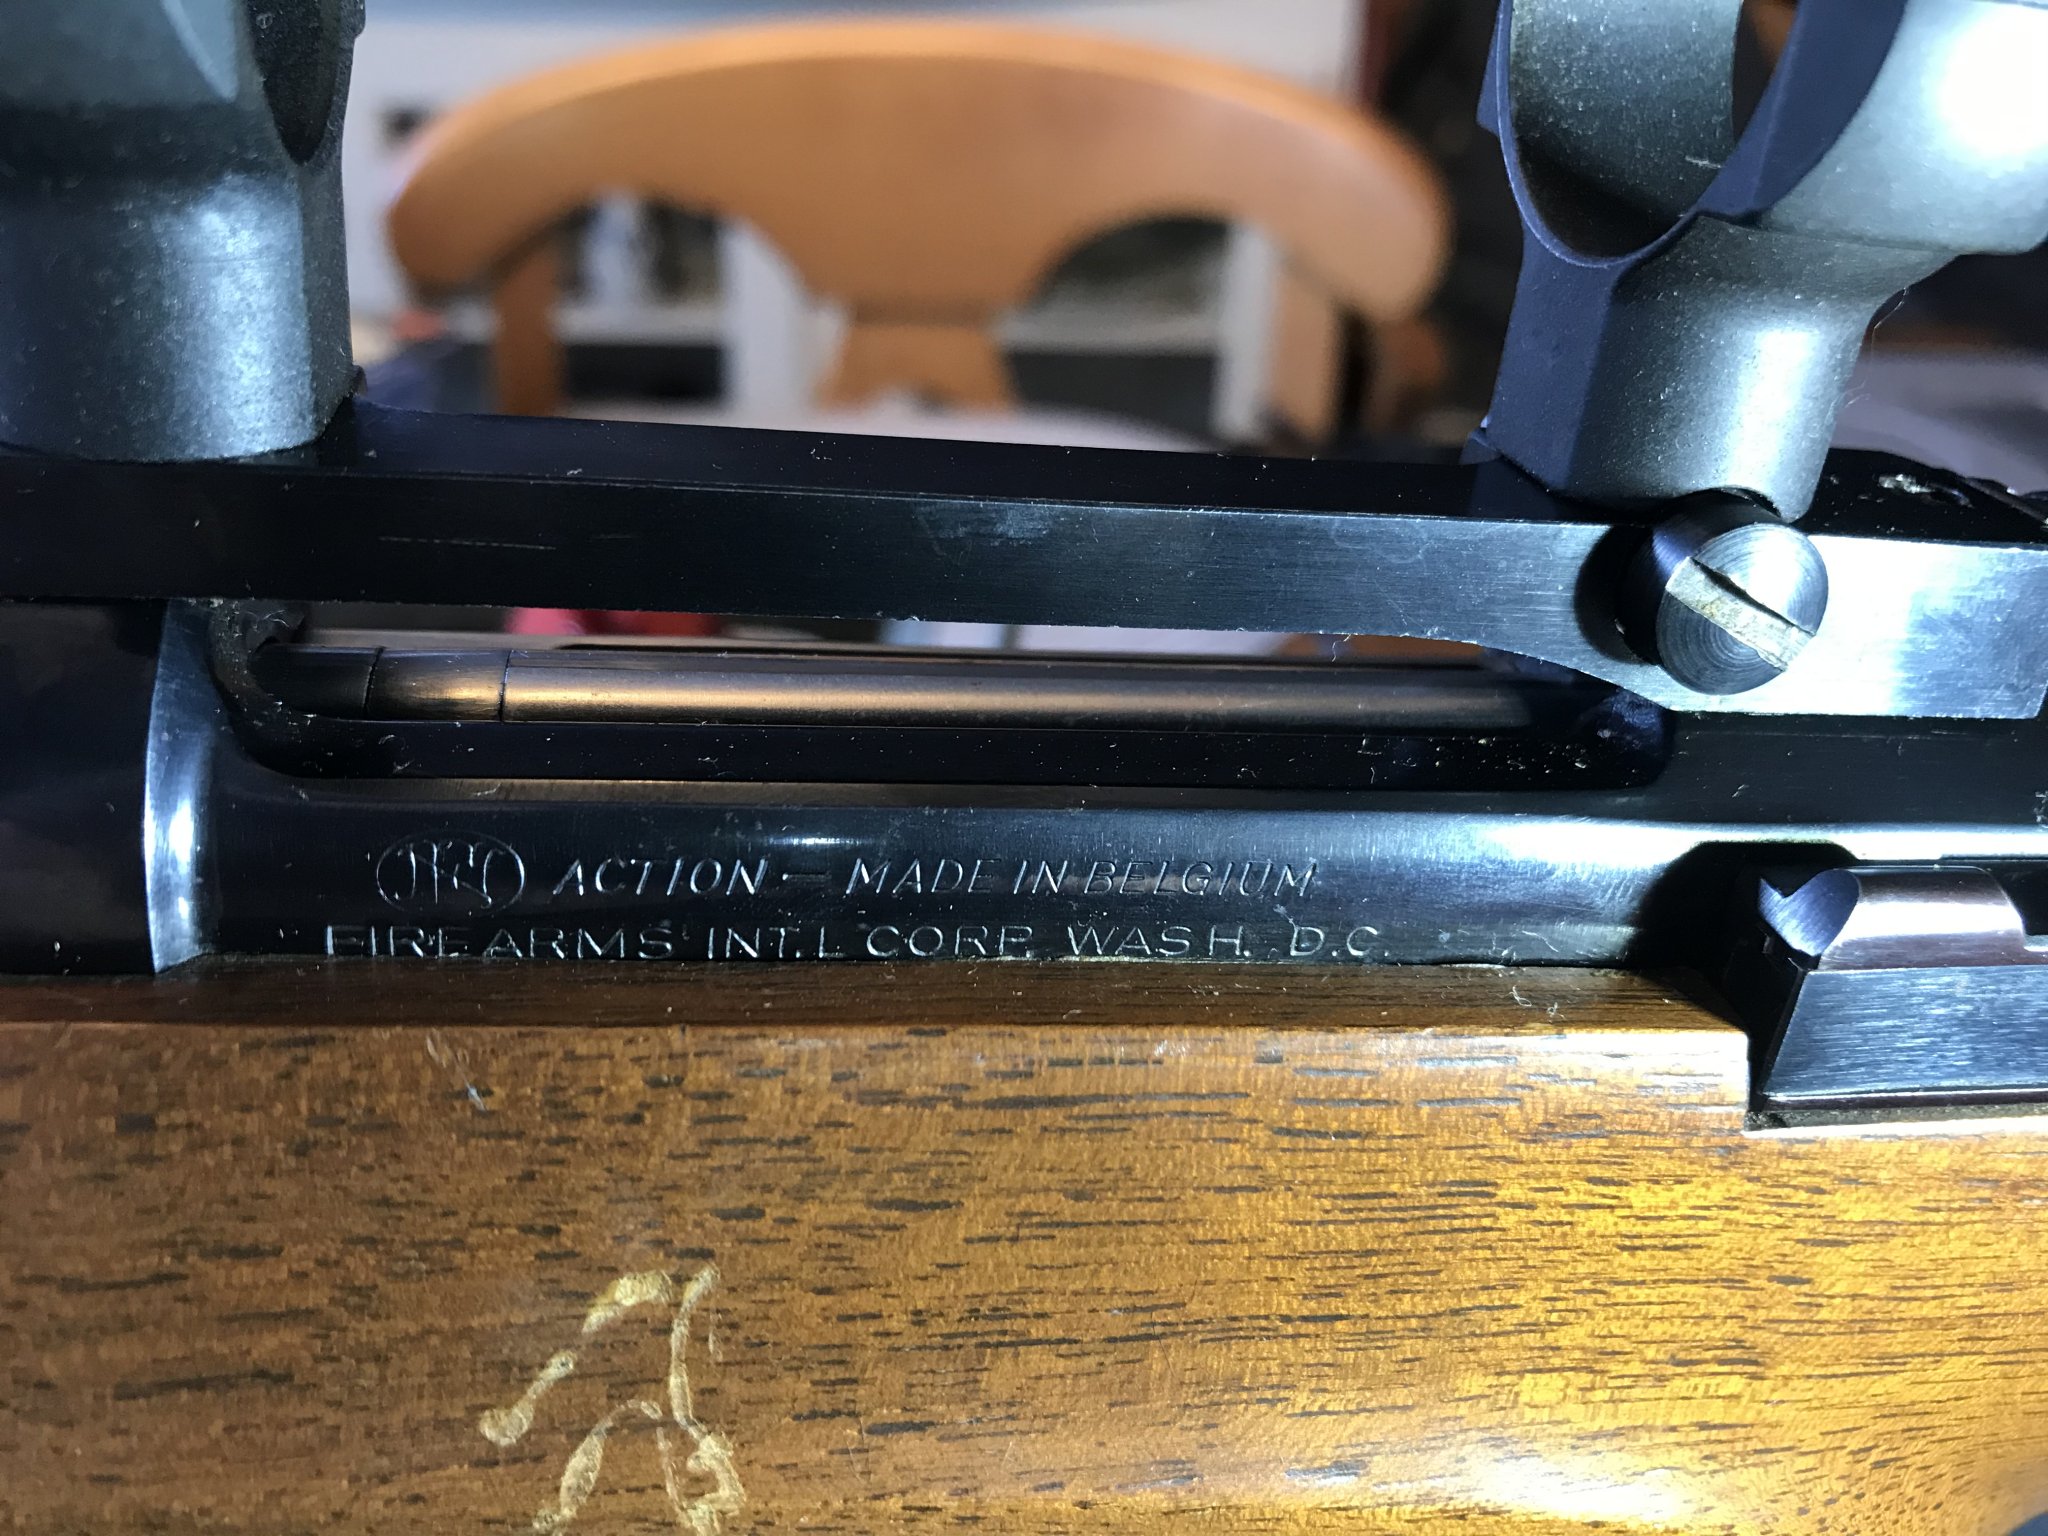 FN ACTION – MADE IN BELGIUM
FIREARMS INT.L CORP. WASH. D.C.